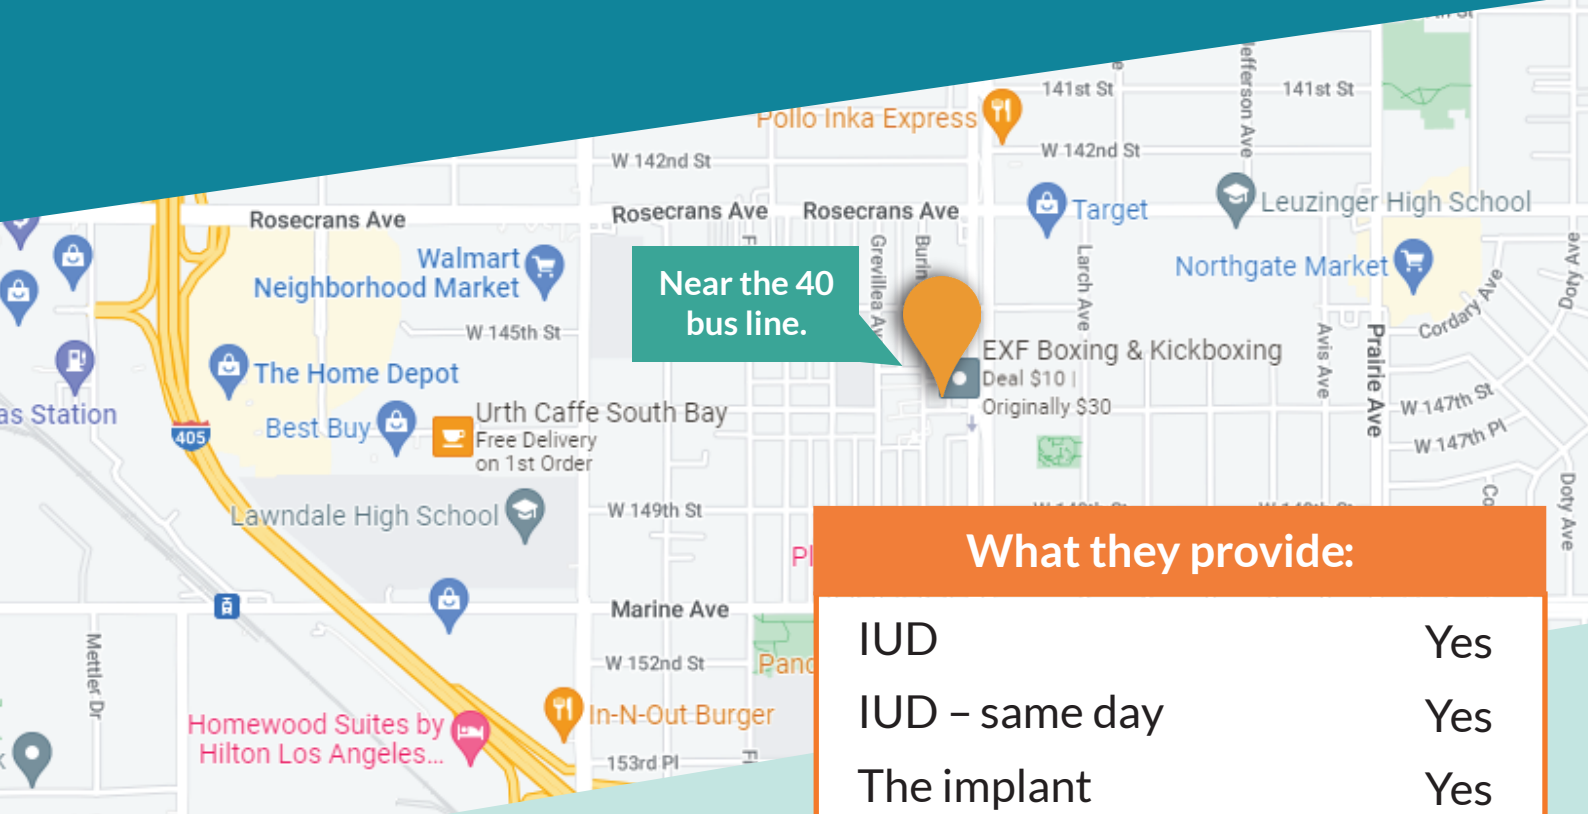 141st St
141st St
Jefferson Ave
Pollo Inka Express
W 142nd St
W 142nd St
Rosecrans Ave
Rosecrans Ave
Rosecrans Ave
Target
Leuzinger High School
Walmart
Neighborhood Market
Near the 40
bus line.
Grevillea Av
Larch Ave
Northgate Market
Cordary Ave
Doty Ave
W 145th St
EXF Boxing & Kickboxing
Deal $10 |
Originally $30
Avis Ave
Prairie Ave
The Home Depot
as Station
Best Buy
Urth Caffe South Bay
Free Delivery
on 1st Order
405
W 147th St
W 147th Pl
Lawndale High School
W 149th St
Doty Ave
What they provide:
Marine Ave
IUD Yes
Mettler Dr
W 152nd St
IUD – same day Yes
Homewood Suites by
Hilton Los Angeles...
In-N-Out Burger
153rd Pl
The implant Yes